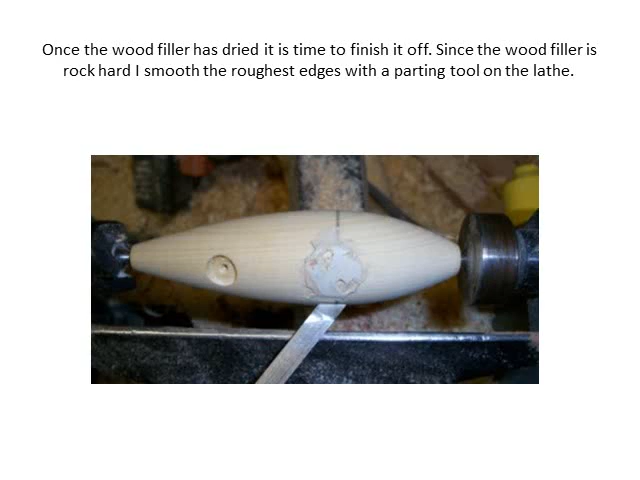 Once the wood filler has dried it is time to finish it off. Since the wood filler is
rock hard I smooth the roughest edges with a parting tool on the lathe.